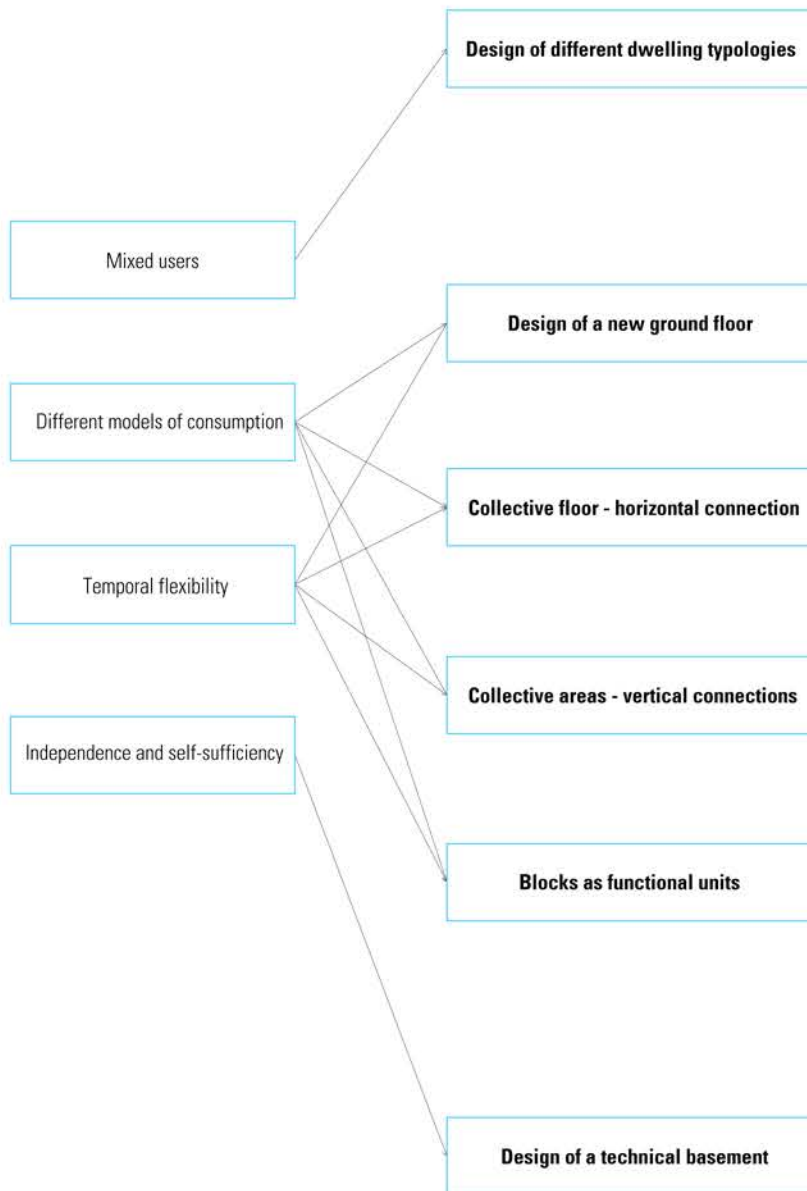 Design of different dwelling typologies
Mixed users
Design of a new ground floor
Different models of consumption
Collective floor - horizontal connection
Temporal flexibility
Collective areas - vertical connections
Independence and self-sufficiency
Blocks as functional units
Design of a technical basement